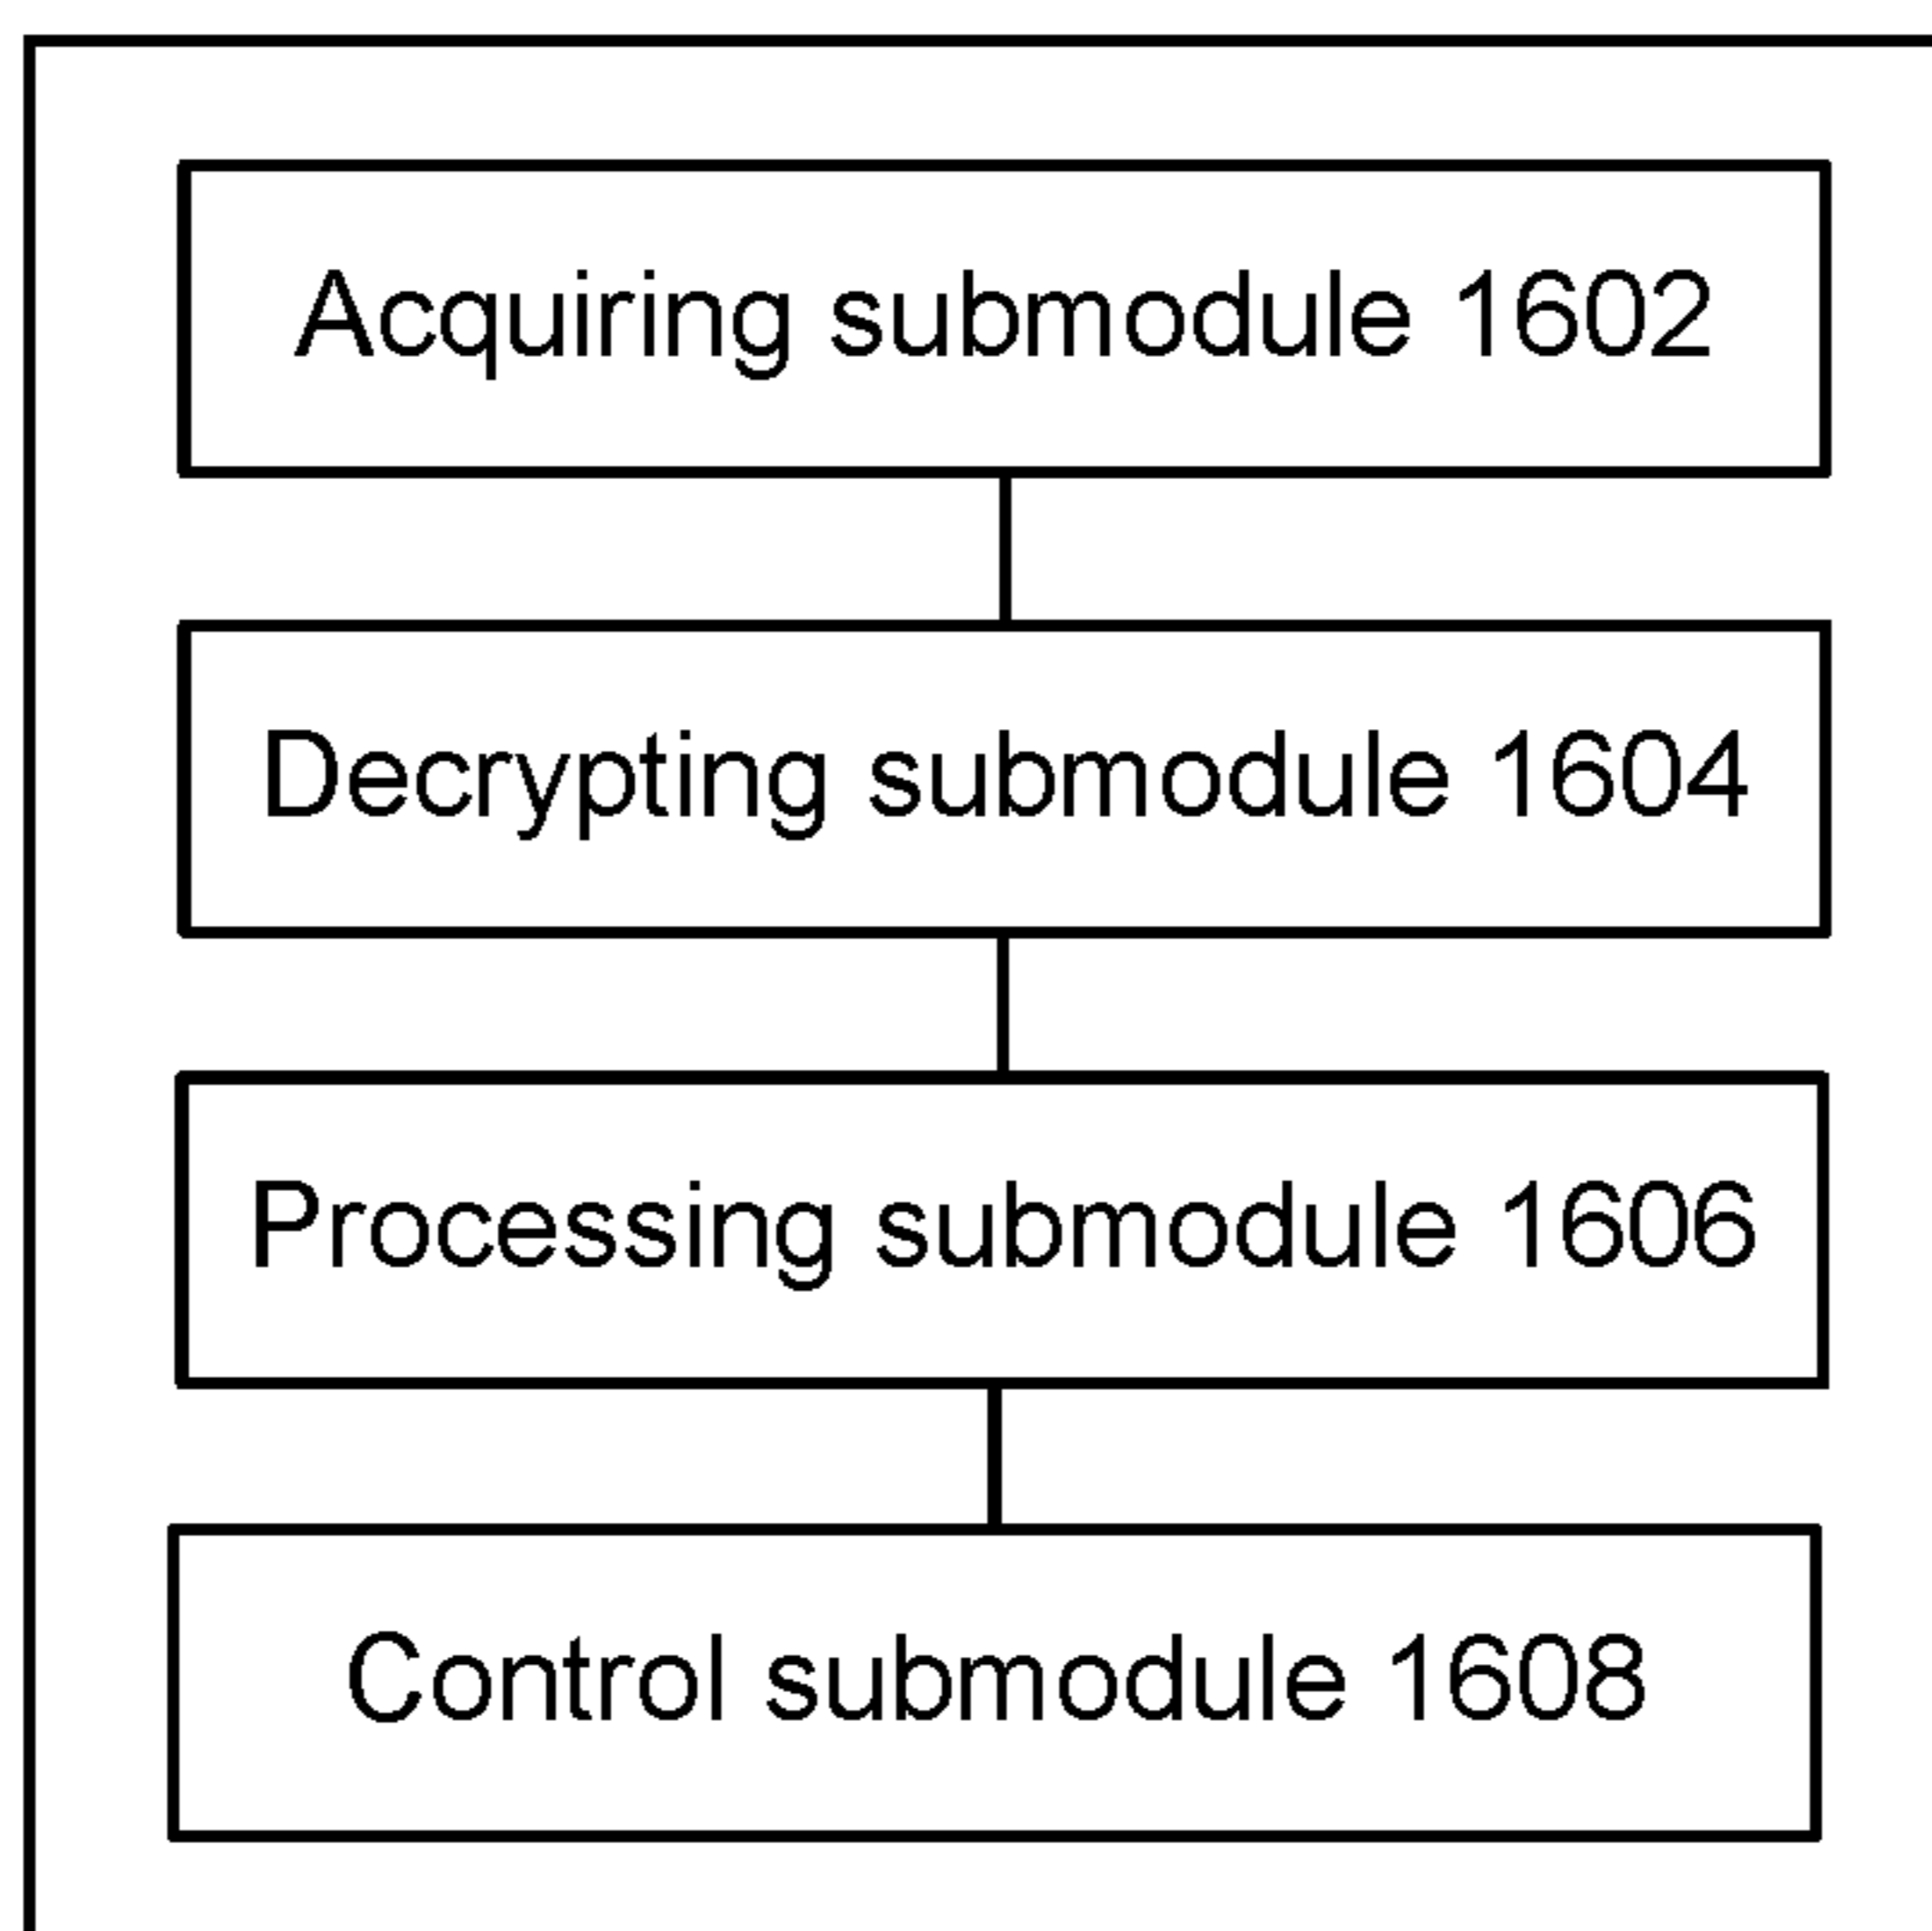 Acquiring submodule 1602
Decrypting submodule 1604
Processing submodule 1606
Control submodule 1608